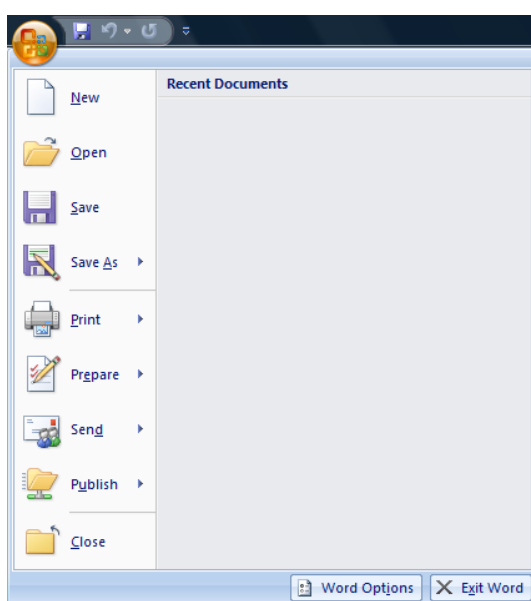 Recent Documents
New
Open
Save
Save As
Print
Prepare
Send
Publish
Close
Word Options
Exit Word